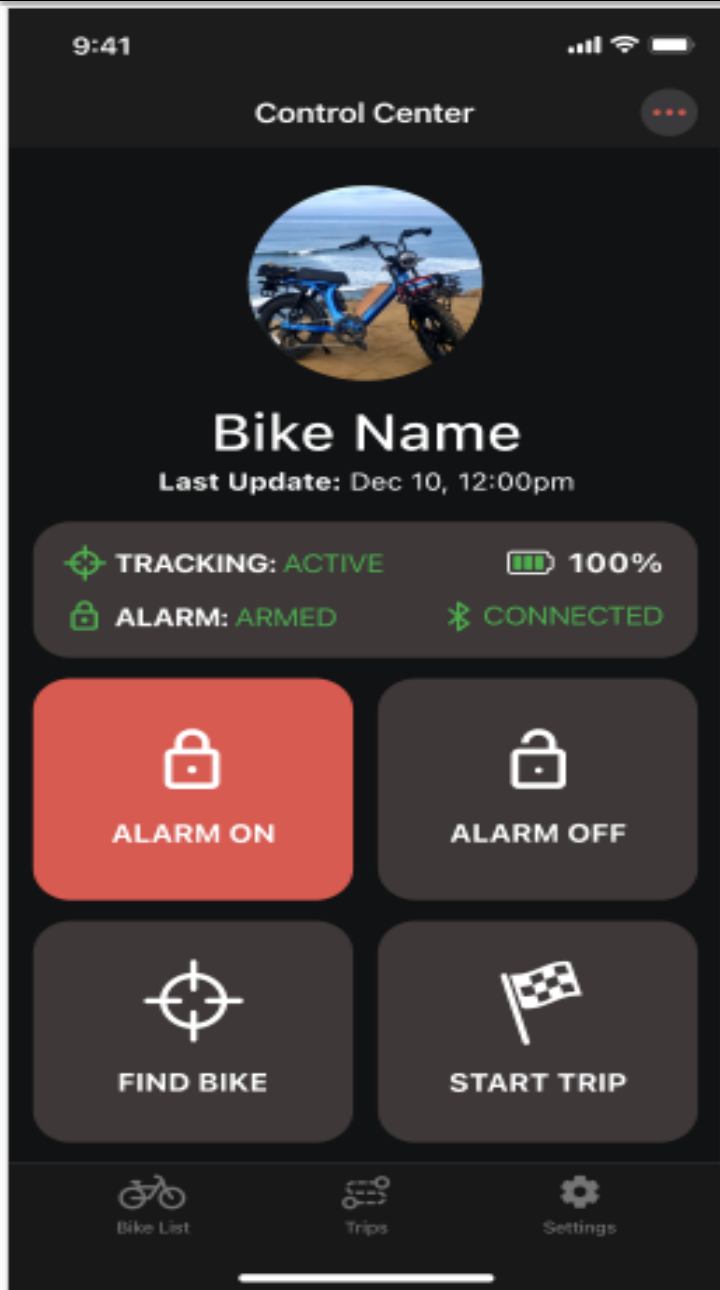 9:41
Control Center
Bike Name
Last Update: Dec 10, 12:00pm
TRACKING: ACTIVE 100%
ALARM: ARMED CONNECTED
ALARM ON ALARM OFF
FIND BIKE START TRIP
Bike List Trips Settings